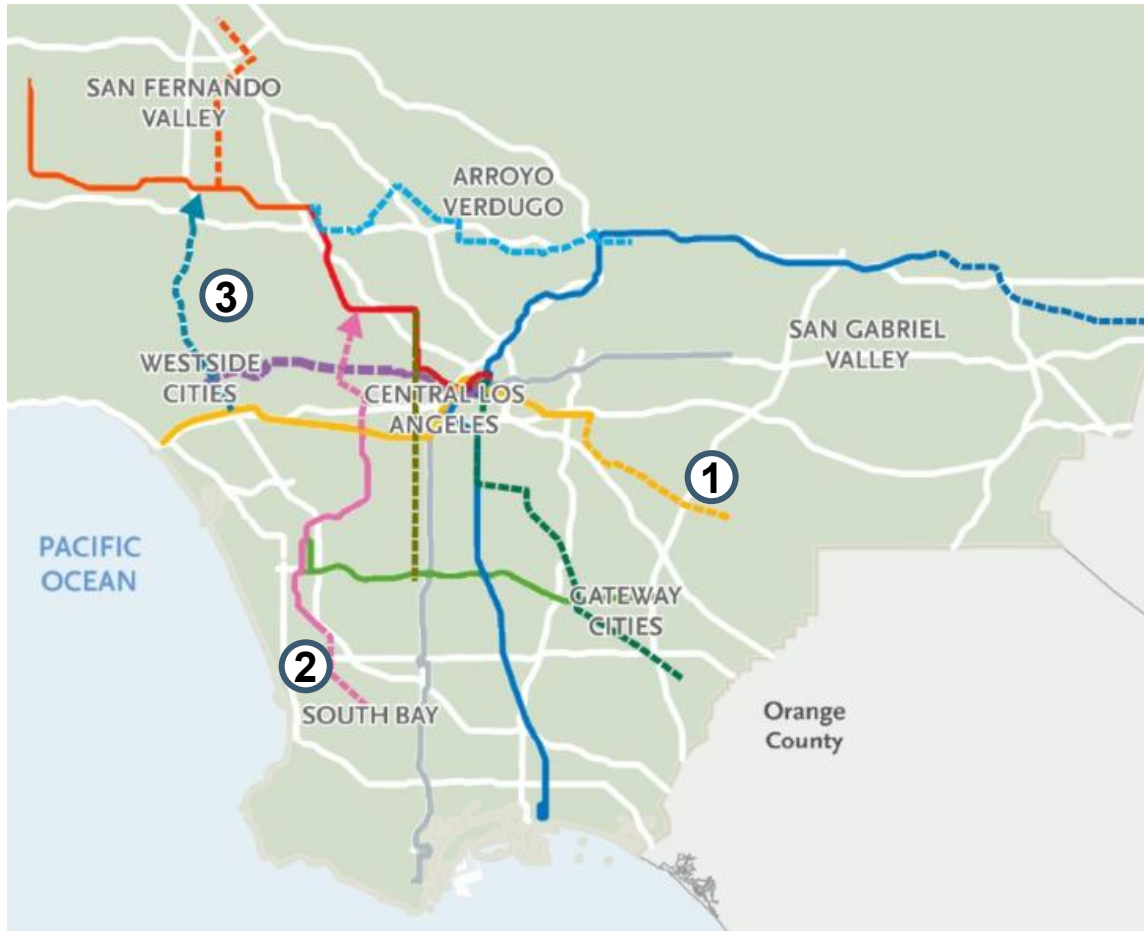 SAN FERNANDO
VALLEY
ARROYO
VERDUGO
3
SAN GABRIEL
VALLEY
WESTSIDE
CITIES
CENTRAL LOS
ANGELES
1
PACIFIC
OCEAN
GATEWAY
CITIES
2
SOUTH BAY
Orange
County